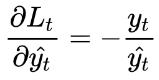 ∂L_t/∂ŷ_t = − y_t/ŷ_t